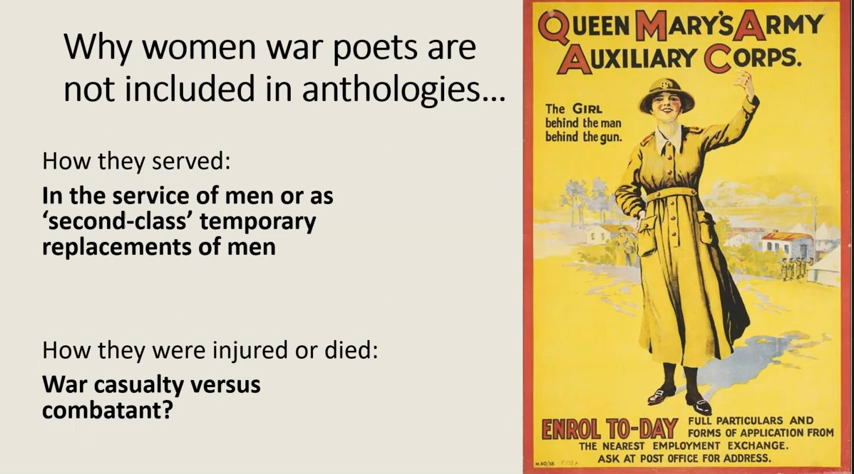 Why women war poets are
not included in anthologies...
How they served:
In the service of men or as
‘second-class’ temporary
replacements of men
How they were injured or died:
War casualty versus
combatant?
QUEEN MARY'S ARMY
AUXILIARY CORPS.
The GIRL
behind the man
behind the gun.
ENROL TO-DAY
FULL PARTICULARS AND
FORMS OF APPLICATION FROM
THE NEAREST EMPLOYMENT EXCHANGE.
ASK AT POST OFFICE FOR ADDRESS.